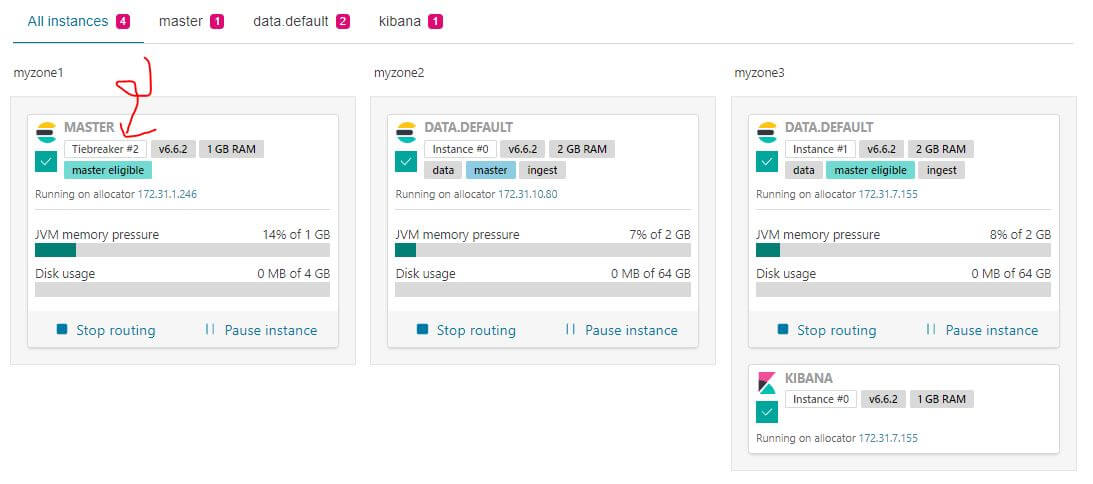 All instances 4 master 1 data.default 2 kibana 1
myzone1
MASTER
Tiebreaker #2 v6.6.2 1 GB RAM
master eligible
Running on allocator 172.31.1.246
JVM memory pressure 14% of 1 GB
Disk usage 0 MB of 4 GB
Stop routing Pause instance
myzone2
DATA.DEFAULT
Instance #0 v6.6.2 2 GB RAM
data master ingest
Running on allocator 172.31.10.80
JVM memory pressure 7% of 2 GB
Disk usage 0 MB of 64 GB
Stop routing Pause instance
myzone3
DATA.DEFAULT
Instance #1 v6.6.2 2 GB RAM
data master eligible ingest
Running on allocator 172.31.7.155
JVM memory pressure 8% of 2 GB
Disk usage 0 MB of 64 GB
Stop routing Pause instance
KIBANA
Instance #0 v6.6.2 1 GB RAM
Running on allocator 172.31.7.155